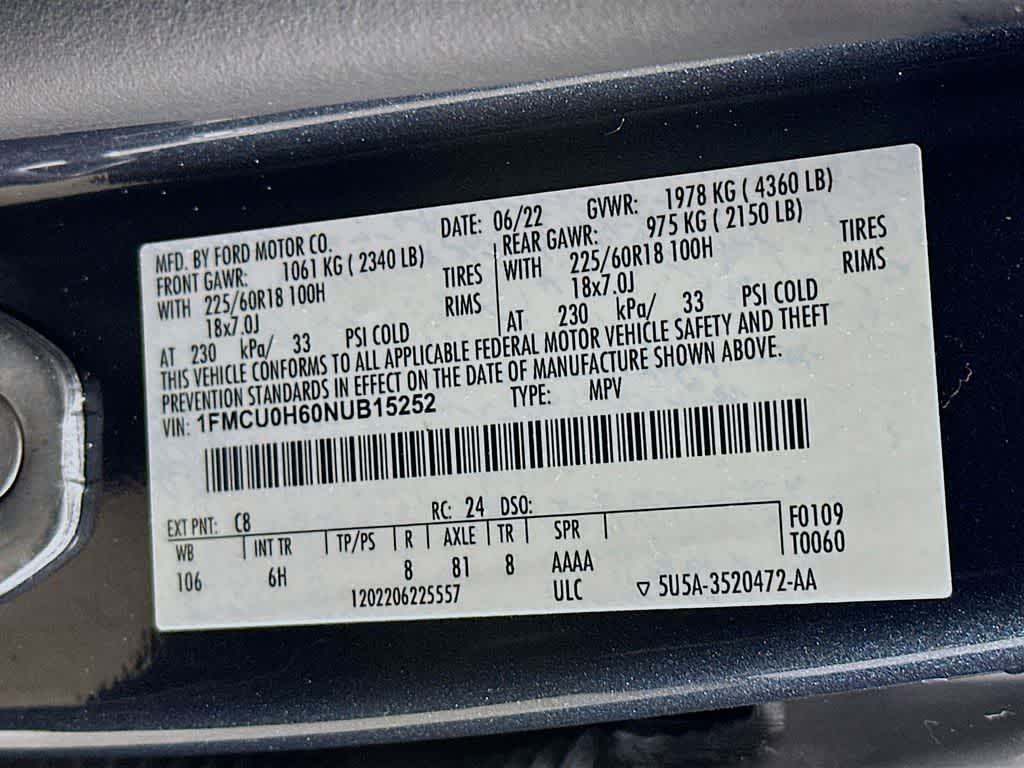 MFD. BY FORD MOTOR CO. DATE: 06/22 GVWR: 1978 KG ( 4360 LB)
FRONT GAWR: 1061 KG ( 2340 LB) REAR GAWR: 975 KG ( 2150 LB)
WITH 225/60R18 100H TIRES WITH 225/60R18 100H TIRES
18x7.0J RIMS 18x7.0J RIMS
AT 230 kPa/ 33 PSI COLD AT 230 kPa/ 33 PSI COLD
THIS VEHICLE CONFORMS TO ALL APPLICABLE FEDERAL MOTOR VEHICLE SAFETY AND THEFT
PREVENTION STANDARDS IN EFFECT ON THE DATE OF MANUFACTURE SHOWN ABOVE.
VIN: 1FMCU0H60NUB15252 TYPE: MPV
EXT PNT: C8 RC: 24 DSO:
WB INT TR TP/PS R AXLE TR SPR F0109
106 6H 8 81 8 AAAA T0060
1202206225557 ULC ▽ 5U5A-3520472-AA